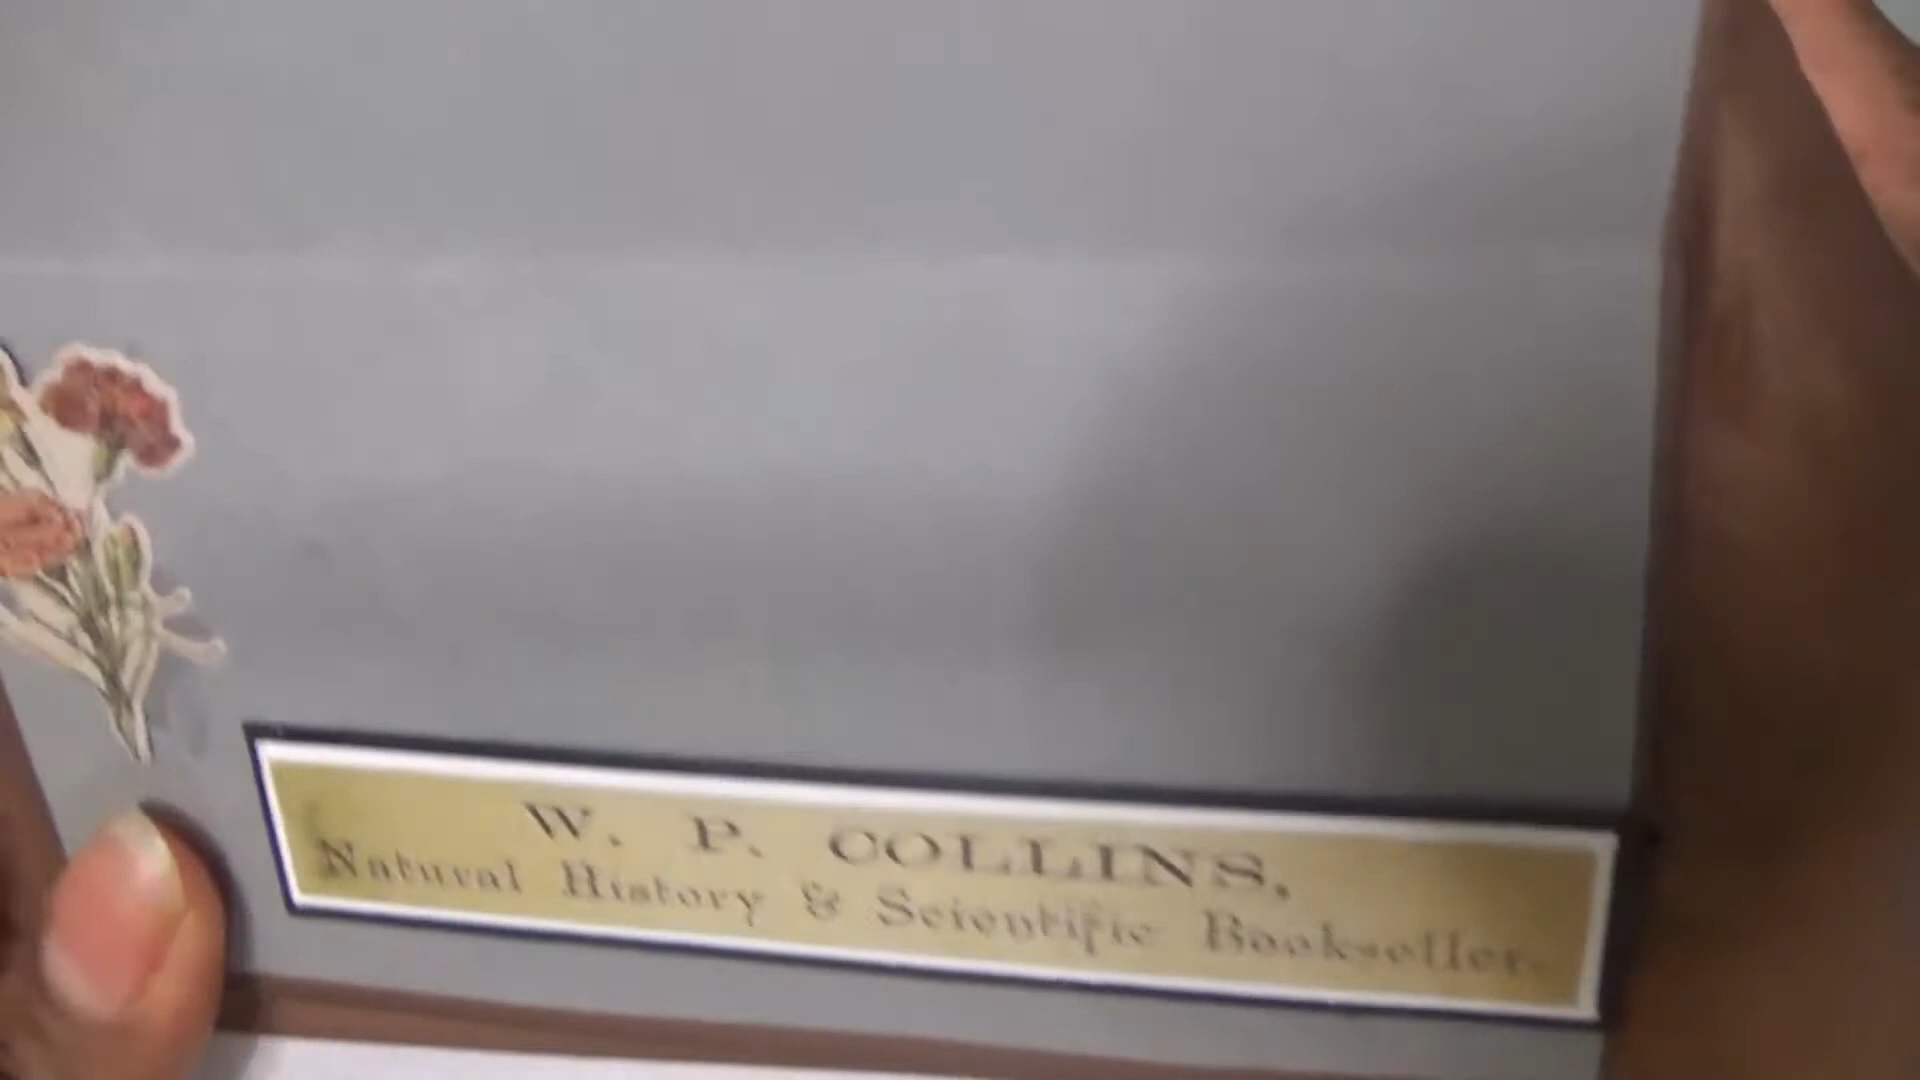 W. P. COLLINS,
Natural History & Scientific Bookseller.